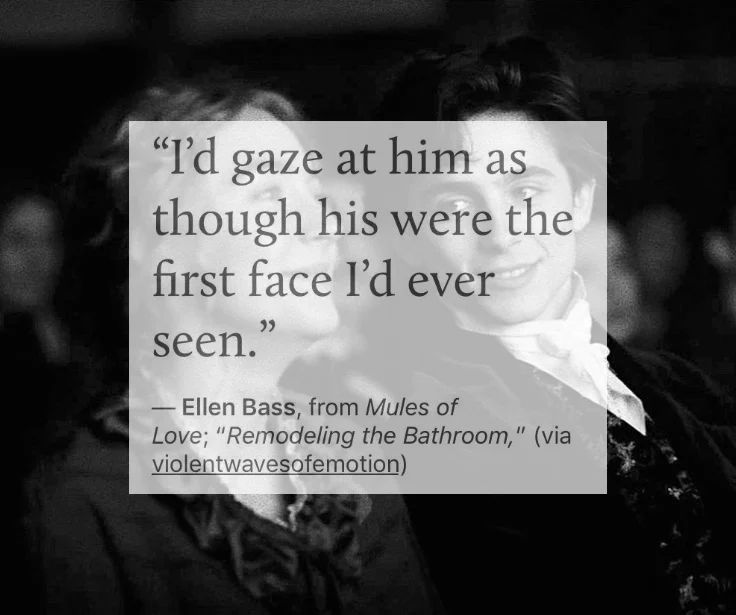 “I’d gaze at him as
though his were the
first face I’d ever
seen.”
— Ellen Bass, from Mules of
Love; “Remodeling the Bathroom,” (via
violentwavesofemotion)